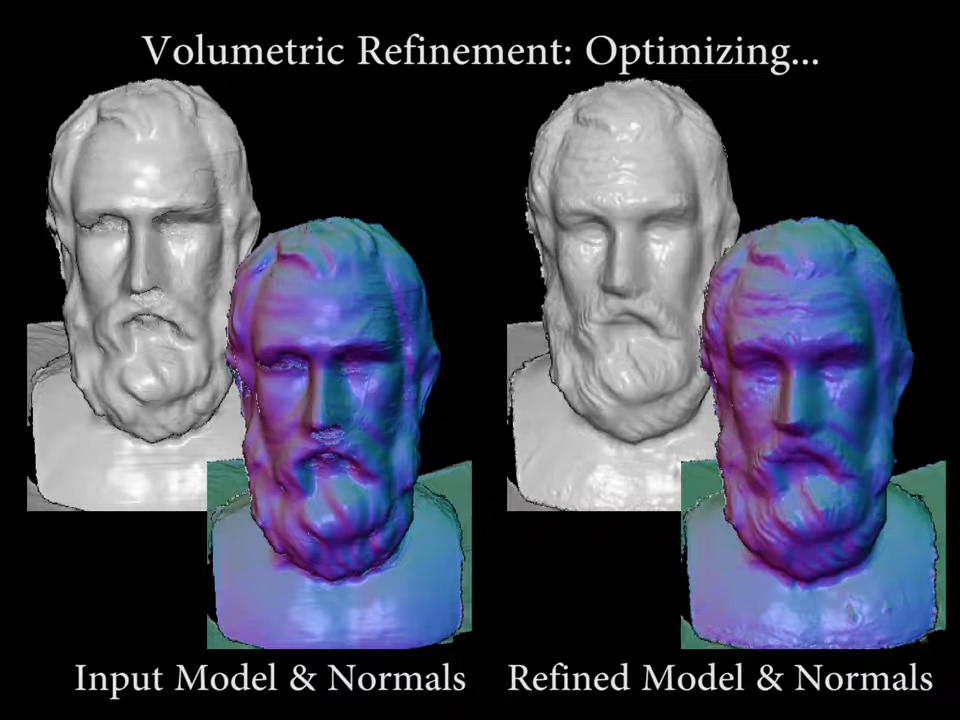 Volumetric Refinement: Optimizing...
Input Model & Normals
Refined Model & Normals